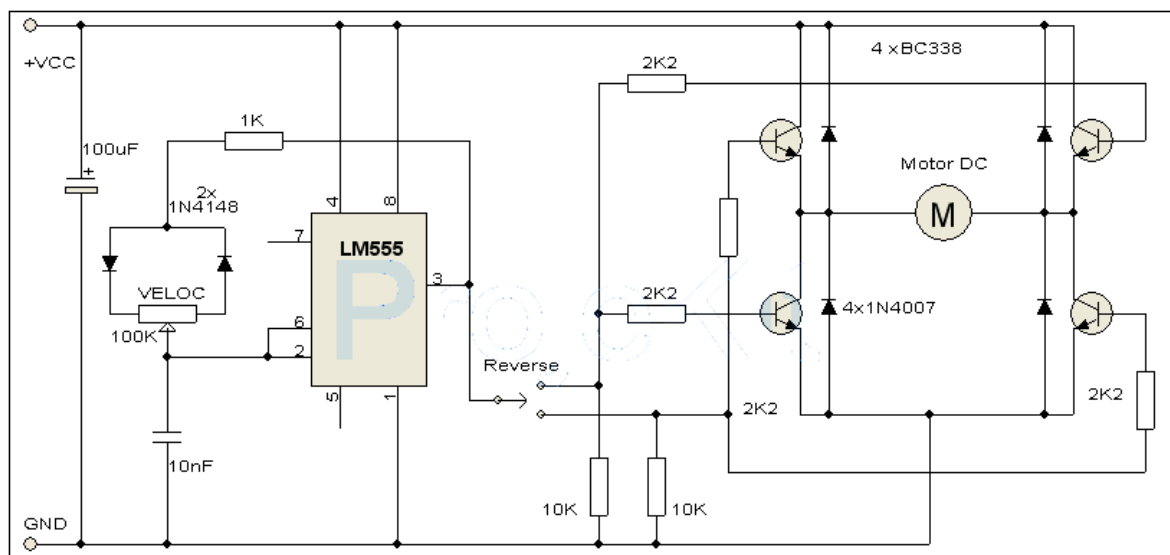 +VCC
4 xBC338
2K2
1K
100uF
+
2x
1N4148
4
8
Motor DC
7
LM555
M
3
VELOC
2K2
4x1N4007
100K
6
2
Reverse
5
1
2K2
2K2
10nF
10K
10K
GND